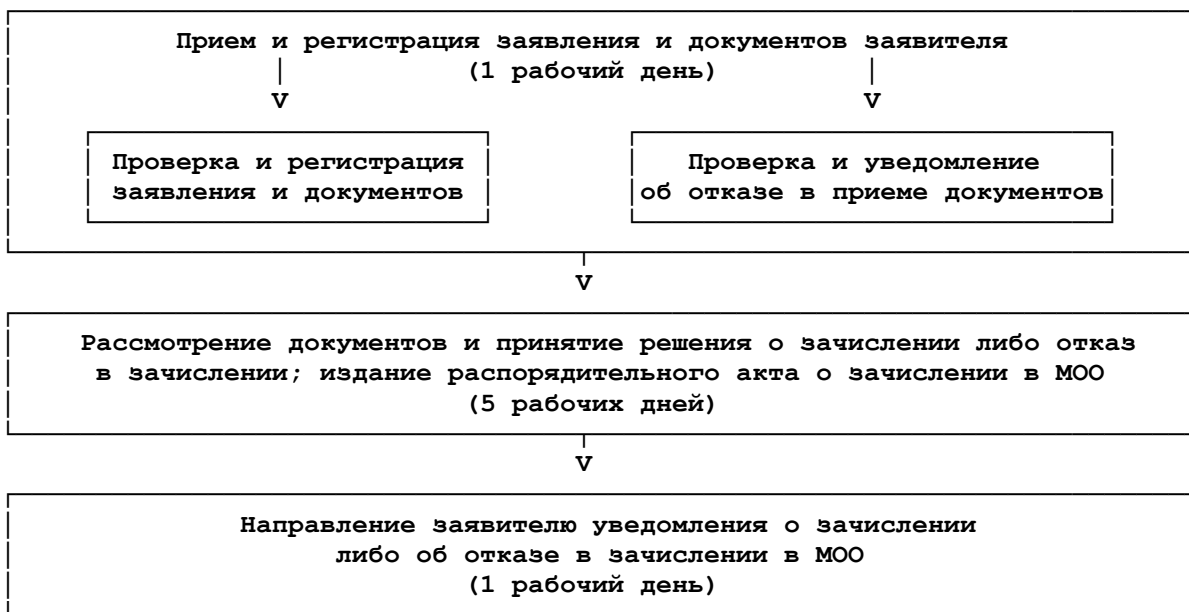 Прием и регистрация заявления и документов заявителя
(1 рабочий день)
V V
Проверка и регистрация
заявления и документов
Проверка и уведомление
об отказе в приеме документов
V
Рассмотрение документов и принятие решения о зачислении либо отказ
в зачислении; издание распорядительного акта о зачислении в МОО
(5 рабочих дней)
V
Направление заявителю уведомления о зачислении
либо об отказе в зачислении в МОО
(1 рабочий день)